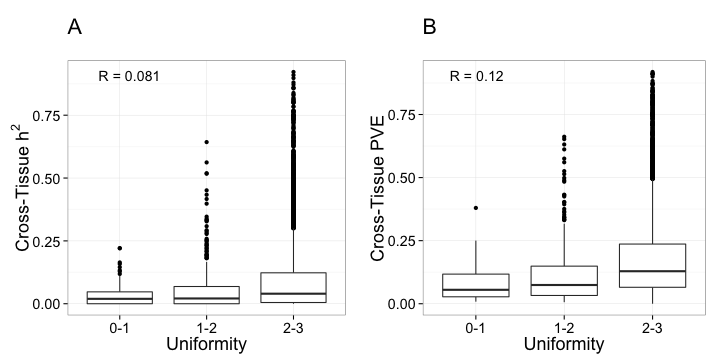 A
R = 0.081
Cross-Tissue h²
0.75
0.50
0.25
0.00
0-1 1-2 2-3
Uniformity
B
R = 0.12
Cross-Tissue PVE
0.75
0.50
0.25
0.00
0-1 1-2 2-3
Uniformity